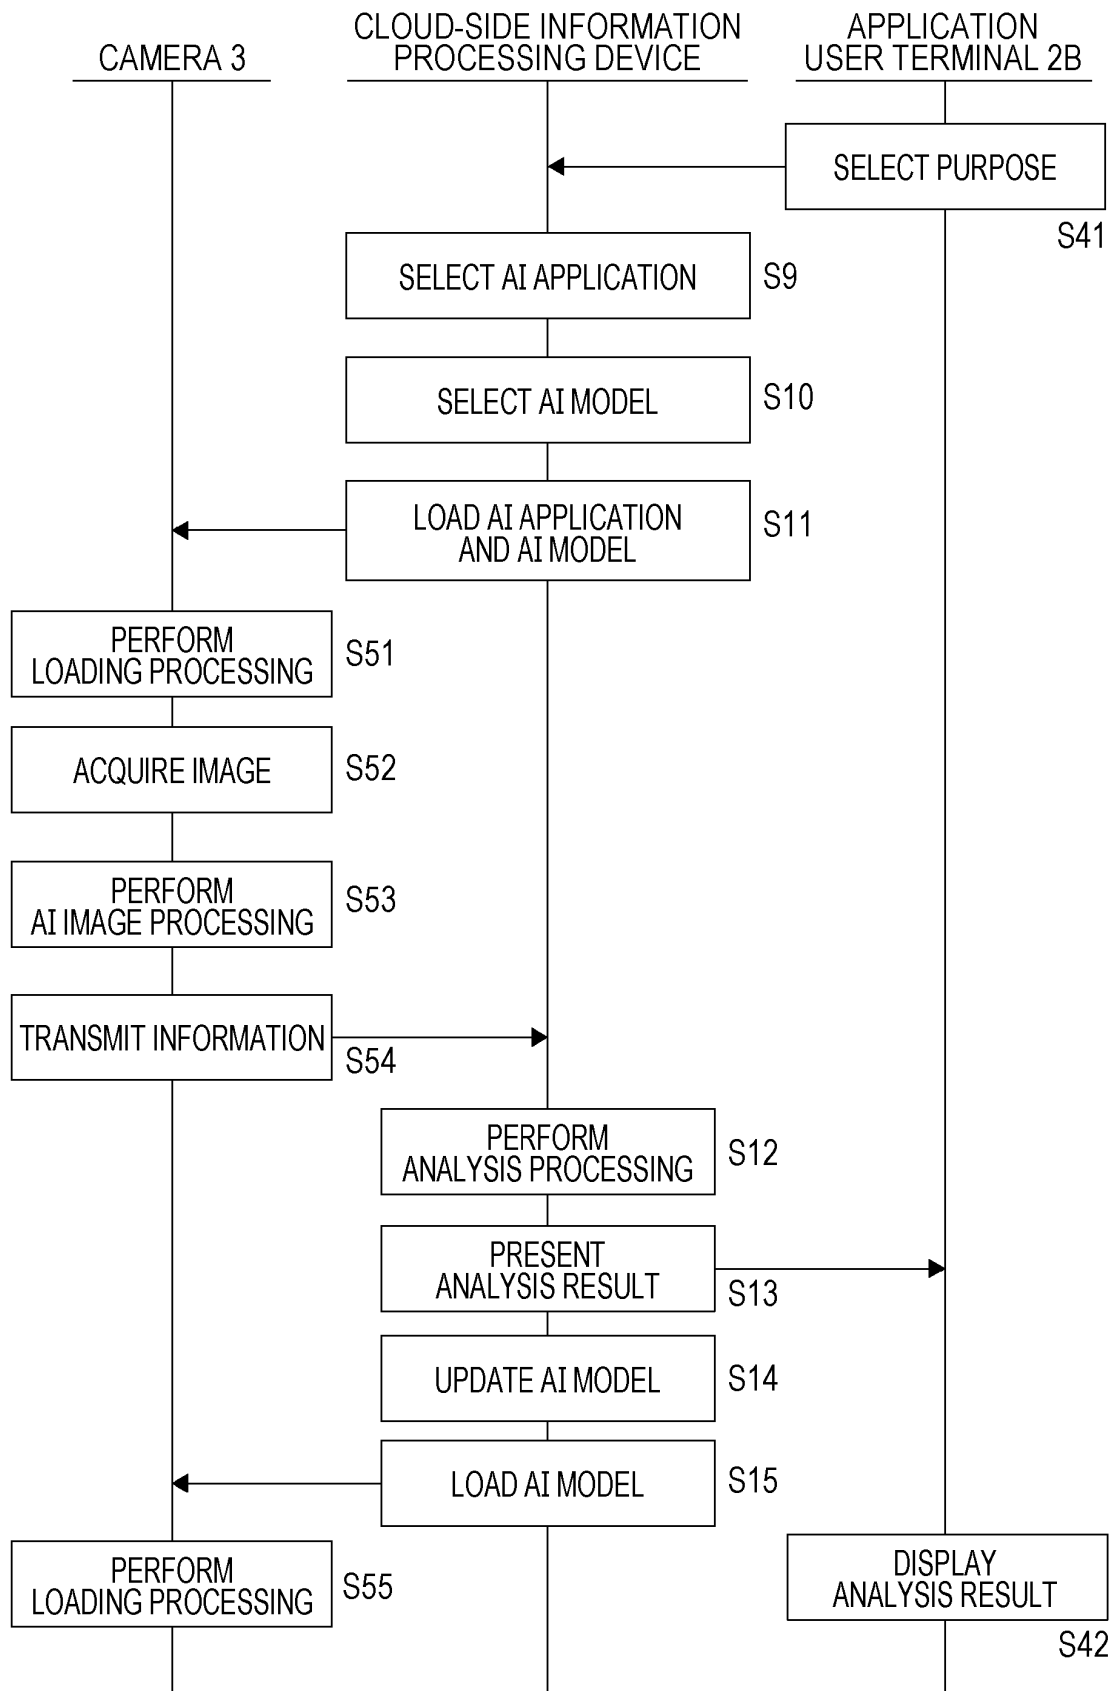 CAMERA 3
CLOUD-SIDE INFORMATION
PROCESSING DEVICE
APPLICATION
USER TERMINAL 2B
SELECT PURPOSE
S41
SELECT AI APPLICATION
S9
SELECT AI MODEL
S10
LOAD AI APPLICATION
AND AI MODEL
S11
PERFORM
LOADING PROCESSING
S51
ACQUIRE IMAGE
S52
PERFORM
AI IMAGE PROCESSING
S53
TRANSMIT INFORMATION
S54
PERFORM
ANALYSIS PROCESSING
S12
PRESENT
ANALYSIS RESULT
S13
UPDATE AI MODEL
S14
LOAD AI MODEL
S15
PERFORM
LOADING PROCESSING
S55
DISPLAY
ANALYSIS RESULT
S42